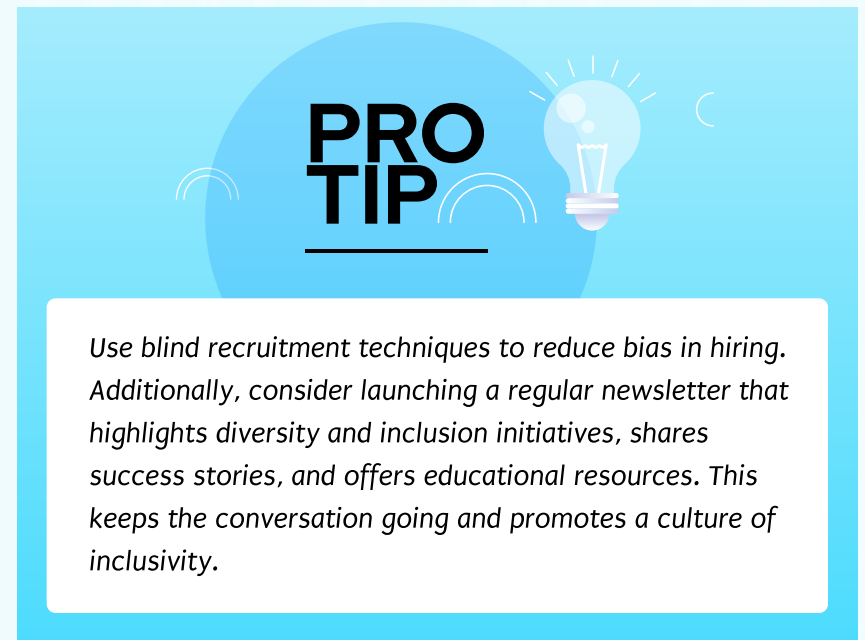 PRO
TIP
Use blind recruitment techniques to reduce bias in hiring.
Additionally, consider launching a regular newsletter that
highlights diversity and inclusion initiatives, shares
success stories, and offers educational resources. This
keeps the conversation going and promotes a culture of
inclusivity.